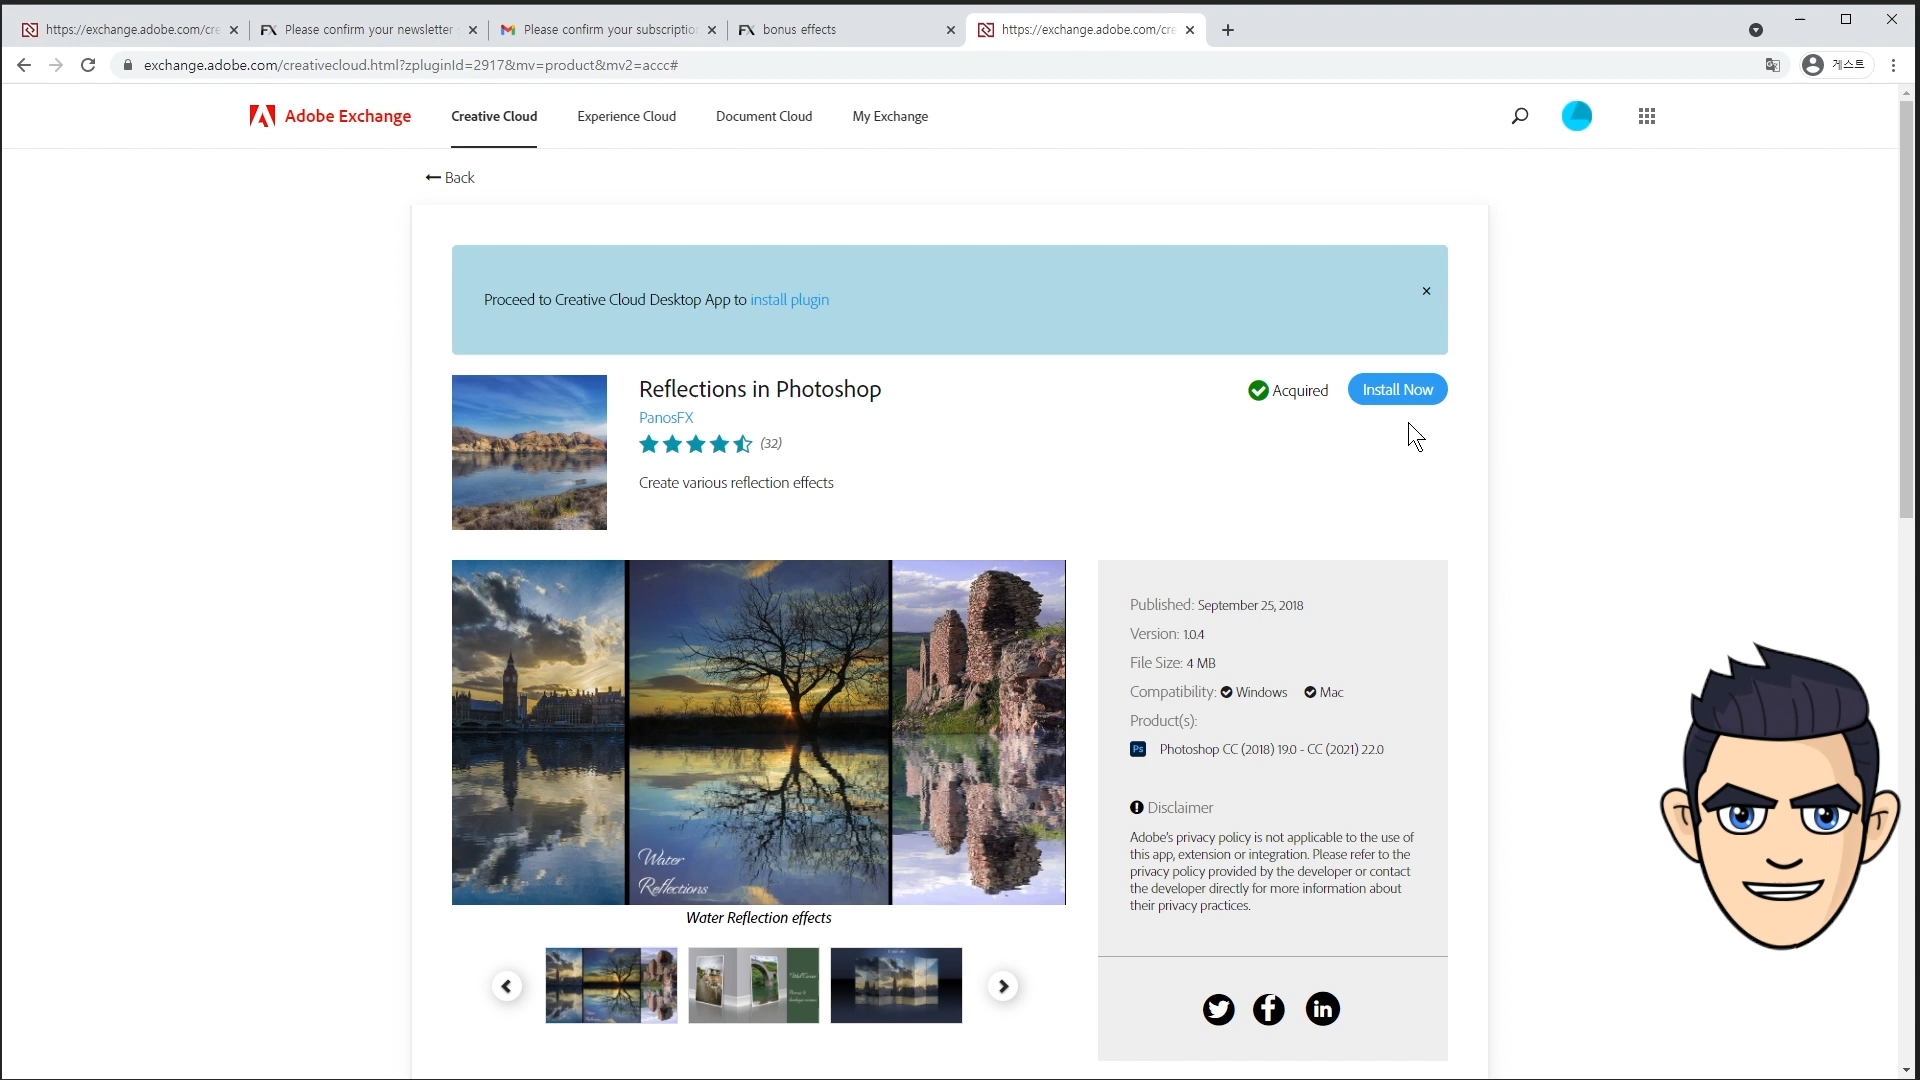 https://exchange.adobe.com/cre
Please confirm your newsletter
Please confirm your subscription
FX bonus effects
https://exchange.adobe.com/cre
exchange.adobe.com/creativecloud.html?zpluginId=2917&mv=product&mv2=accc#
게스트
Adobe Exchange
Creative Cloud
Experience Cloud
Document Cloud
My Exchange
Back
Proceed to Creative Cloud Desktop App to install plugin
Reflections in Photoshop
Acquired
Install Now
PanosFX
(32)
Create various reflection effects
Water
Reflections
Water Reflection effects
Published: September 25, 2018
Version: 1.0.4
File Size: 4 MB
Compatibility: Windows Mac
Product(s):
Ps Photoshop CC (2018) 19.0 - CC (2021) 22.0
Disclaimer
Adobe's privacy policy is not applicable to the use of
this app, extension or integration. Please refer to the
privacy policy provided by the developer or contact
the developer directly for more information about
their privacy practices.